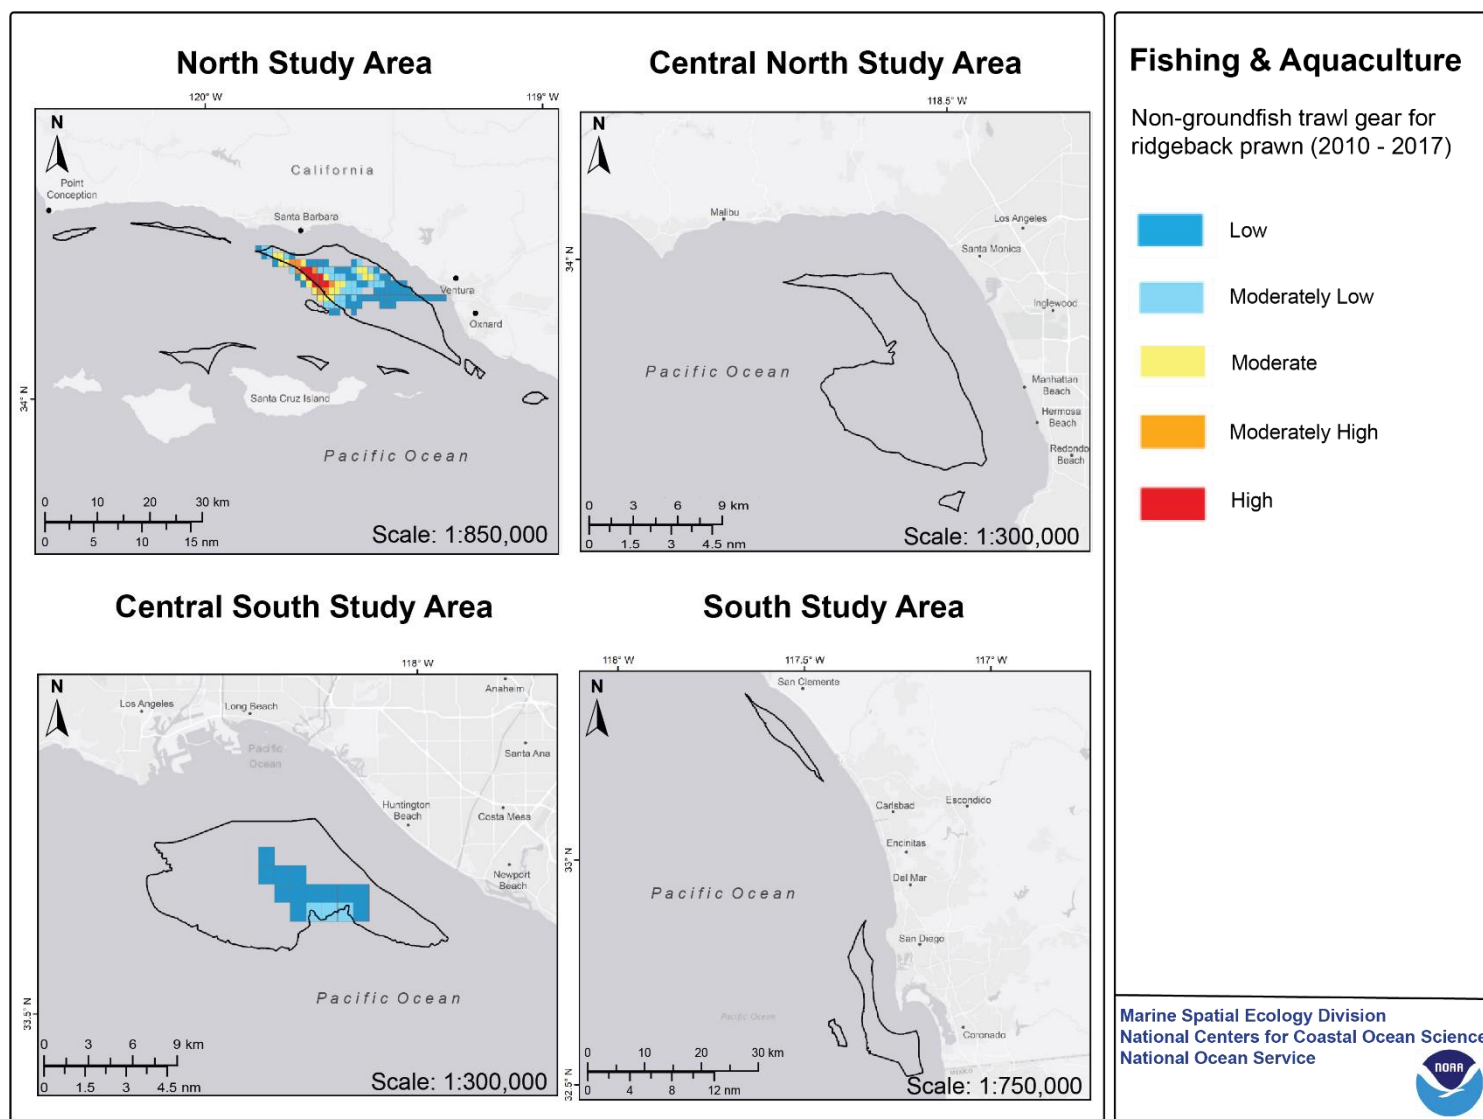 North Study Area
120° W
119° W
N
Point
Conception
California
Santa Barbara
Ventura
Oxnard
34° N
Santa Cruz Island
Pacific Ocean
0 10 20 30 km
0 5 10 15 nm
Scale: 1:850,000
Central North Study Area
118.5° W
N
Malibu
Los Angeles
Santa Monica
34° N
Inglewood
Pacific Ocean
Manhattan
Beach
Hermosa
Beach
Redondo
Beach
0 3 6 9 km
0 1.5 3 4.5 nm
Scale: 1:300,000
Central South Study Area
118° W
N
Anaheim
Los Angeles
Long Beach
Pacific
Ocean
Santa Ana
Huntington
Beach
Costa Mesa
Newport
Beach
Pacific Ocean
33.5° N
0 3 6 9 km
0 1.5 3 4.5 nm
Scale: 1:300,000
South Study Area
118° W
117.5° W
117° W
San Clemente
N
Carlsbad
Escondido
Encinitas
33° N
Del Mar
Pacific Ocean
San Diego
Pacific Ocean
Coronado
MEXICO
32.5° N
0 10 20 30 km
0 4 8 12 nm
Scale: 1:750,000
Fishing & Aquaculture
Non-groundfish trawl gear for
ridgeback prawn (2010 - 2017)
Low
Moderately Low
Moderate
Moderately High
High
Marine Spatial Ecology Division
National Centers for Coastal Ocean Science
National Ocean Service
NOAA